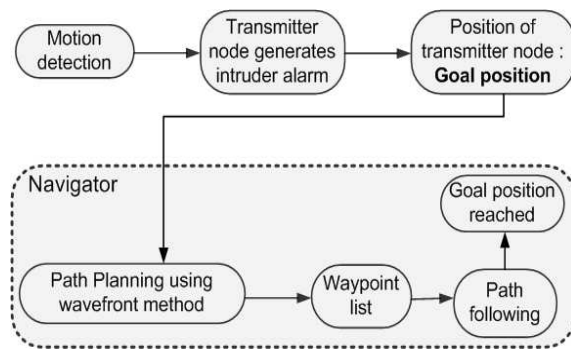 Motion
detection
Transmitter
node generates
intruder alarm
Position of
transmitter node :
Goal position
Navigator
Goal position
reached
Path Planning using
wavefront method
Waypoint
list
Path
following